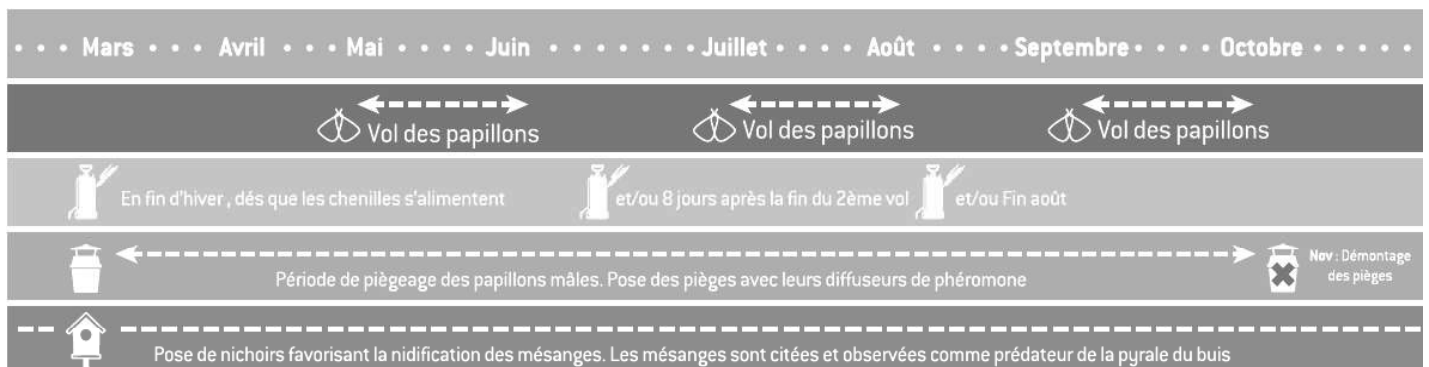 Mars Avril Mai Juin Juillet Août Septembre Octobre
Vol des papillons Vol des papillons Vol des papillons
En fin d'hiver , dés que les chenilles s'alimentent et/ou 8 jours après la fin du 2ème vol et/ou Fin août
Période de piègeage des papillons mâles. Pose des pièges avec leurs diffuseurs de phéromone
Nov : Démontage
des pièges
Pose de nichoirs favorisant la nidification des mésanges. Les mésanges sont citées et observées comme prédateur de la pyrale du buis